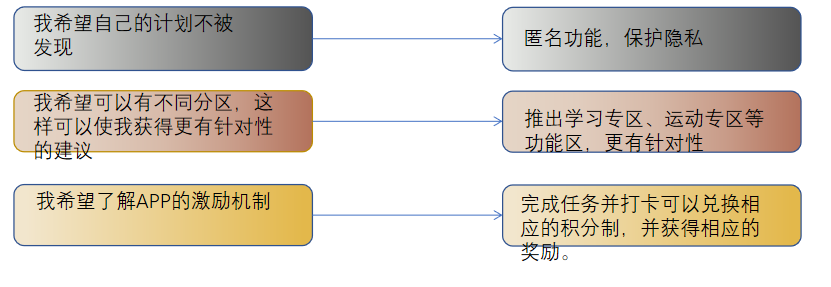 我希望自己的计划不被
发现
匿名功能，保护隐私
我希望可以有不同分区，这
样可以使我获得更有针对性
的建议
推出学习专区、运动专区等
功能区，更有针对性
我希望了解APP的激励机制
完成任务并打卡可以兑换相
应的积分制，并获得相应的
奖励。